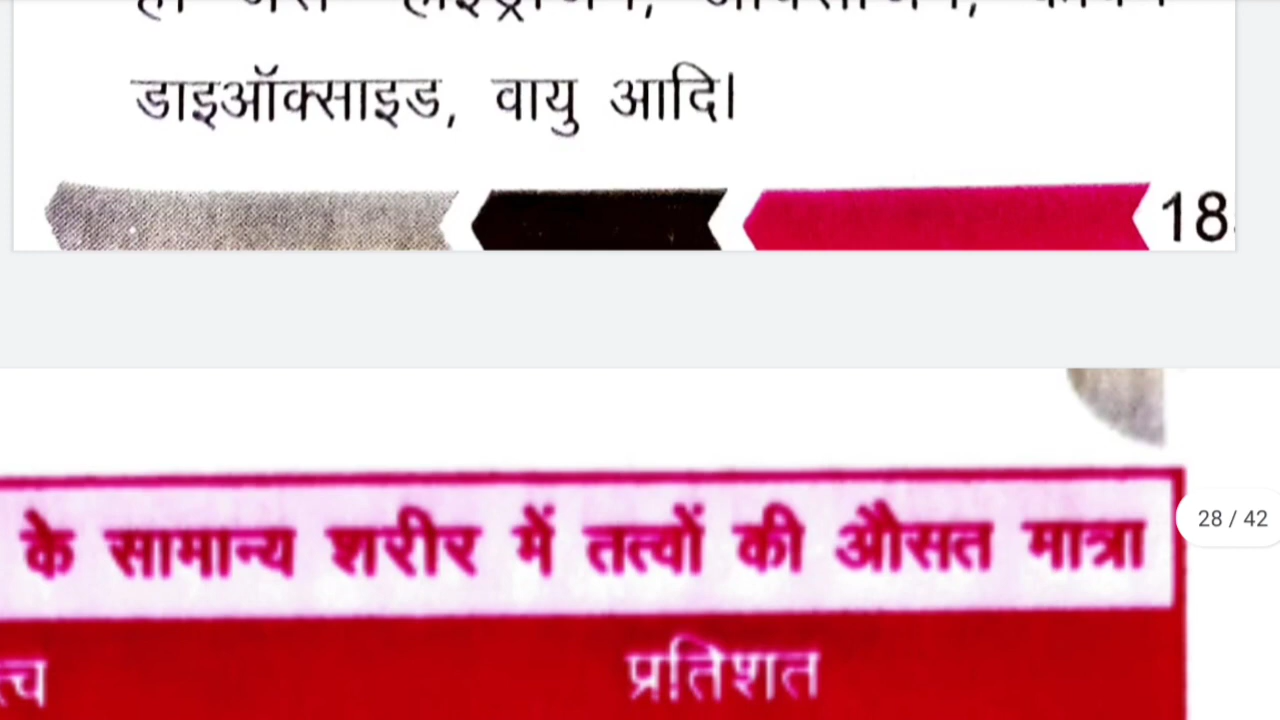 डाइऑक्साइड, वायु आदि।
18
के सामान्य शरीर में तत्वों की औसत मात्रा
28 / 42
प्रतिशत